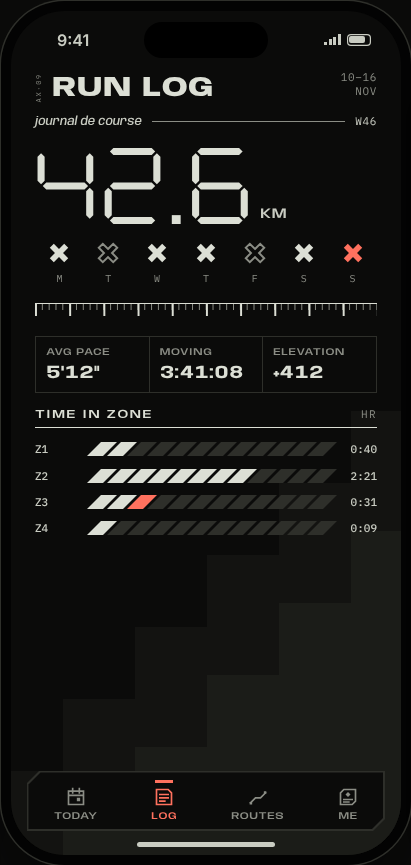 9:41
AX-09
RUN LOG
10–16
NOV
journal de course
W46
42.6 KM
M T W T F S S
AVG PACE MOVING ELEVATION
5'12" 3:41:08 +412
TIME IN ZONE HR
Z1 0:40
Z2 2:21
Z3 0:31
Z4 0:09
TODAY LOG ROUTES ME